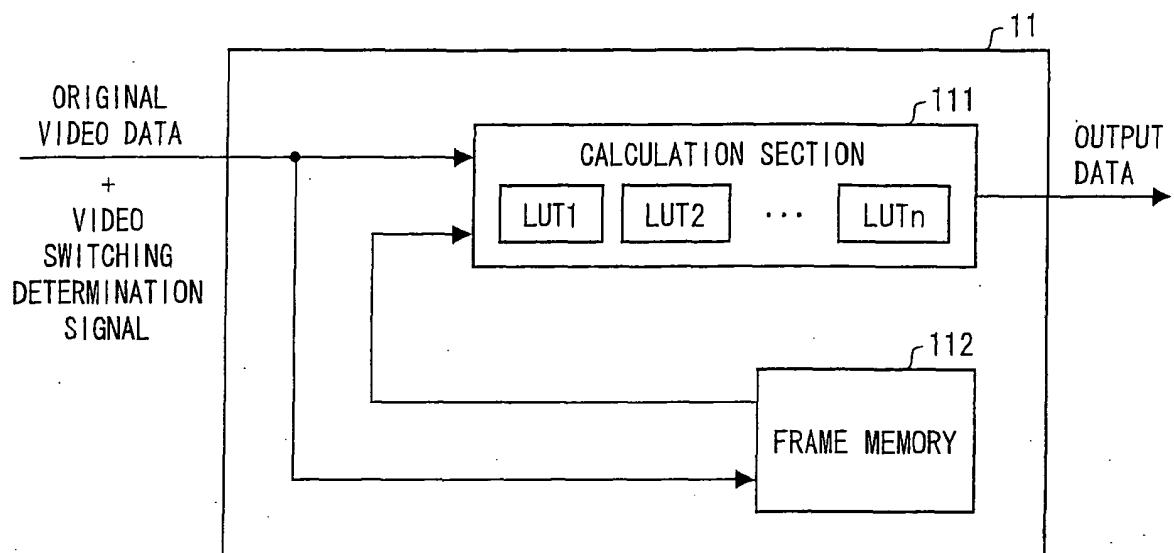 11
ORIGINAL
VIDEO DATA
+
VIDEO
SWITCHING
DETERMINATION
SIGNAL
111
CALCULATION SECTION
LUT1 LUT2 ... LUTn
OUTPUT
DATA
112
FRAME MEMORY